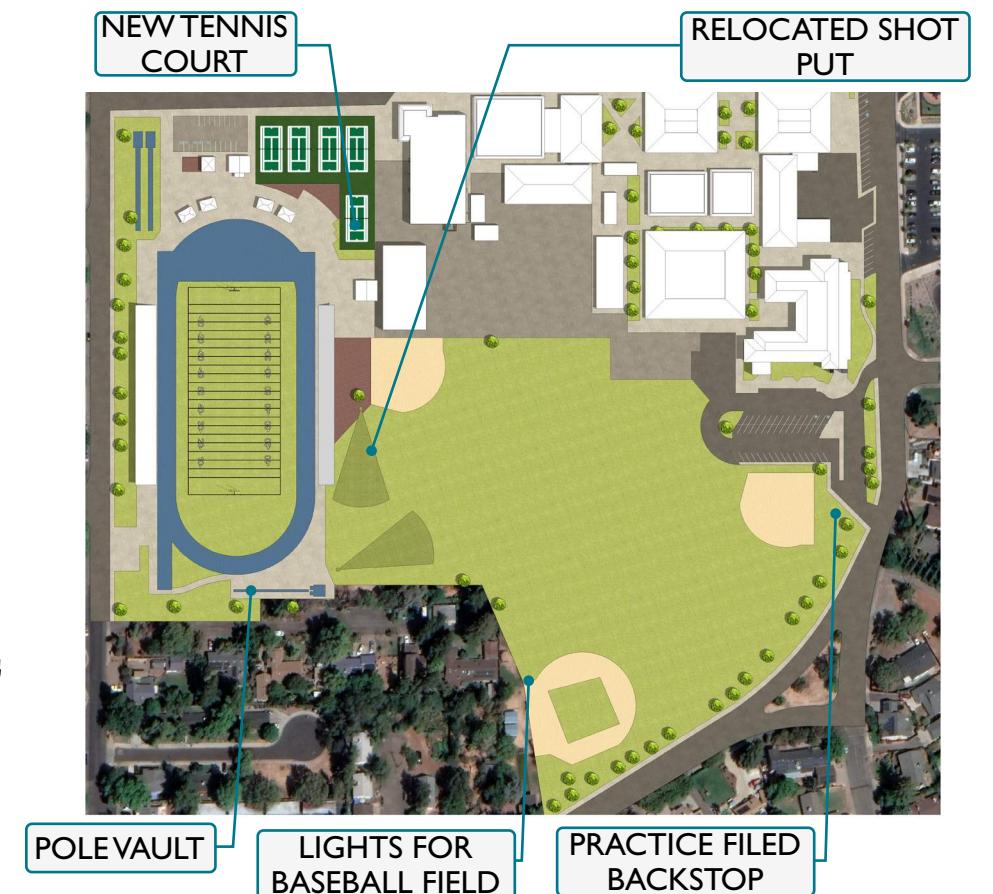 NEW TENNIS
COURT
RELOCATED SHOT
PUT
POLE VAULT
LIGHTS FOR
BASEBALL FIELD
PRACTICE FILED
BACKSTOP